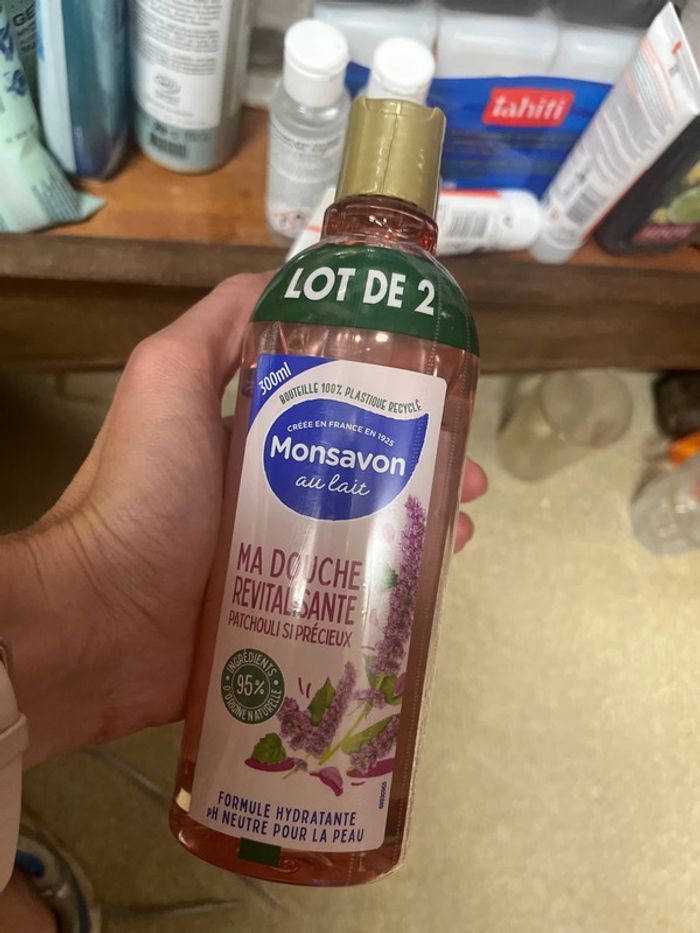 tahiti
LOT DE 2
300ml
BOUTEILLE 100% PLASTIQUE RECYCLÉ
CRÉÉE EN FRANCE EN 1925
Monsavon
au lait
MA DOUCHE
REVITALISANTE
PATCHOULI SI PRÉCIEUX
INGRÉDIENTS
95%
D'ORIGINE NATURELLE
FORMULE HYDRATANTE
pH NEUTRE POUR LA PEAU